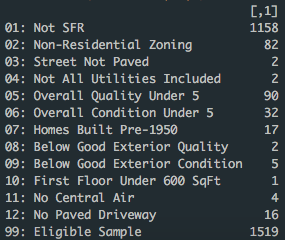 [,1]
01: Not SFR 1158
02: Non-Residential Zoning 82
03: Street Not Paved 2
04: Not All Utilities Included 2
05: Overall Quality Under 5 90
06: Overall Condition Under 5 32
07: Homes Built Pre-1950 17
08: Below Good Exterior Quality 2
09: Below Good Exterior Condition 5
10: First Floor Under 600 SqFt 1
11: No Central Air 4
12: No Paved Driveway 16
99: Eligible Sample 1519